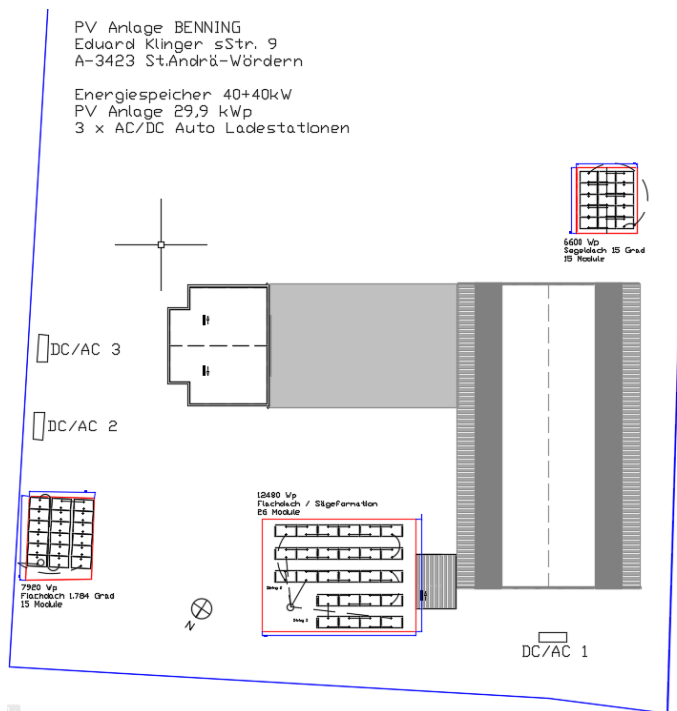 PV Anlage BENNING
Eduard Klinger sStr. 9
A-3423 St.Andrä-Wördern
Energiespeicher 40+40kW
PV Anlage 29,9 kWp
3 x AC/DC Auto Ladestationen
6600 Wp
Segeldach 15 Grad
15 Module
DC/AC 3
DC/AC 2
12480 Wp
Flachdach / Sägeformation
26 Module
7920 Wp
Flachdach 1.784 Grad
15 Module
N
DC/AC 1